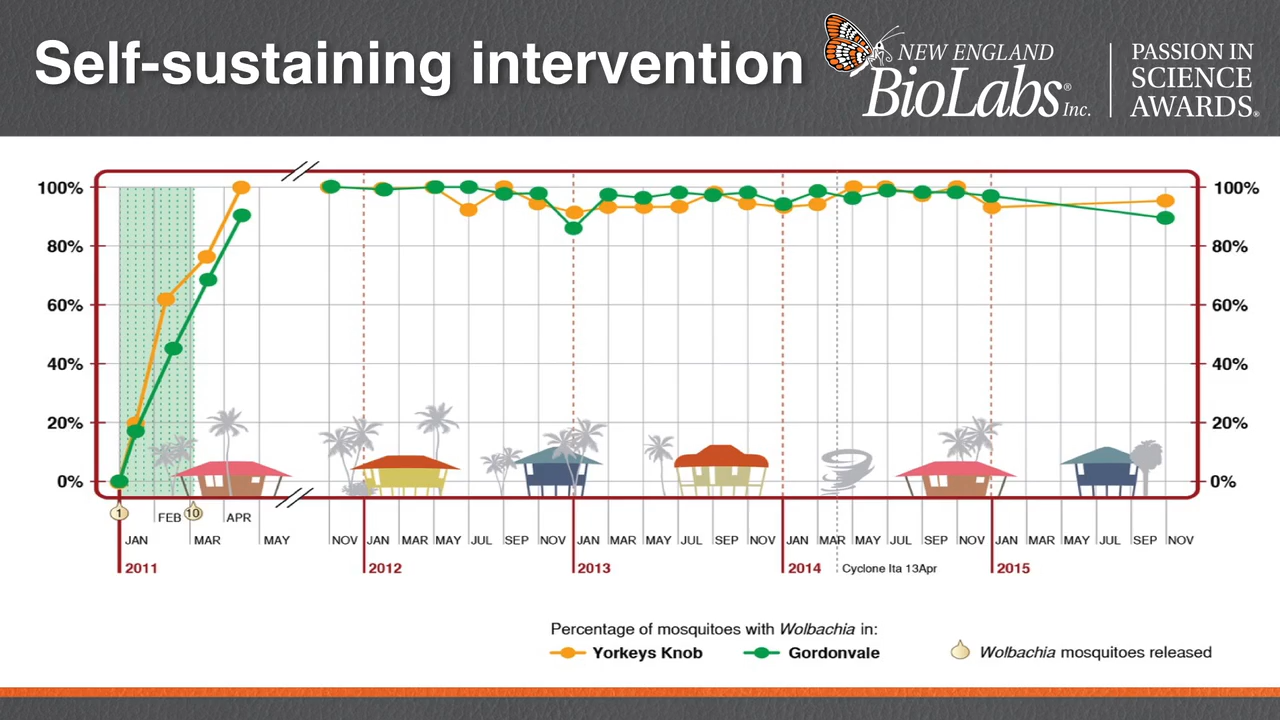 Self-sustaining intervention
NEW ENGLAND
BioLabs® Inc.
PASSION IN
SCIENCE
AWARDS®
100% 100%
80% 80%
60% 60%
40% 40%
20% 20%
0% 0%
1 FEB 10 APR
JAN MAR MAY NOV JAN MAR MAY JUL SEP NOV JAN MAR MAY JUL SEP NOV JAN MAR MAY JUL SEP NOV JAN MAR MAY JUL SEP NOV
2011 2012 2013 2014 Cyclone Ita 13Apr 2015
Percentage of mosquitoes with Wolbachia in:
Yorkeys Knob Gordonvale Wolbachia mosquitoes released